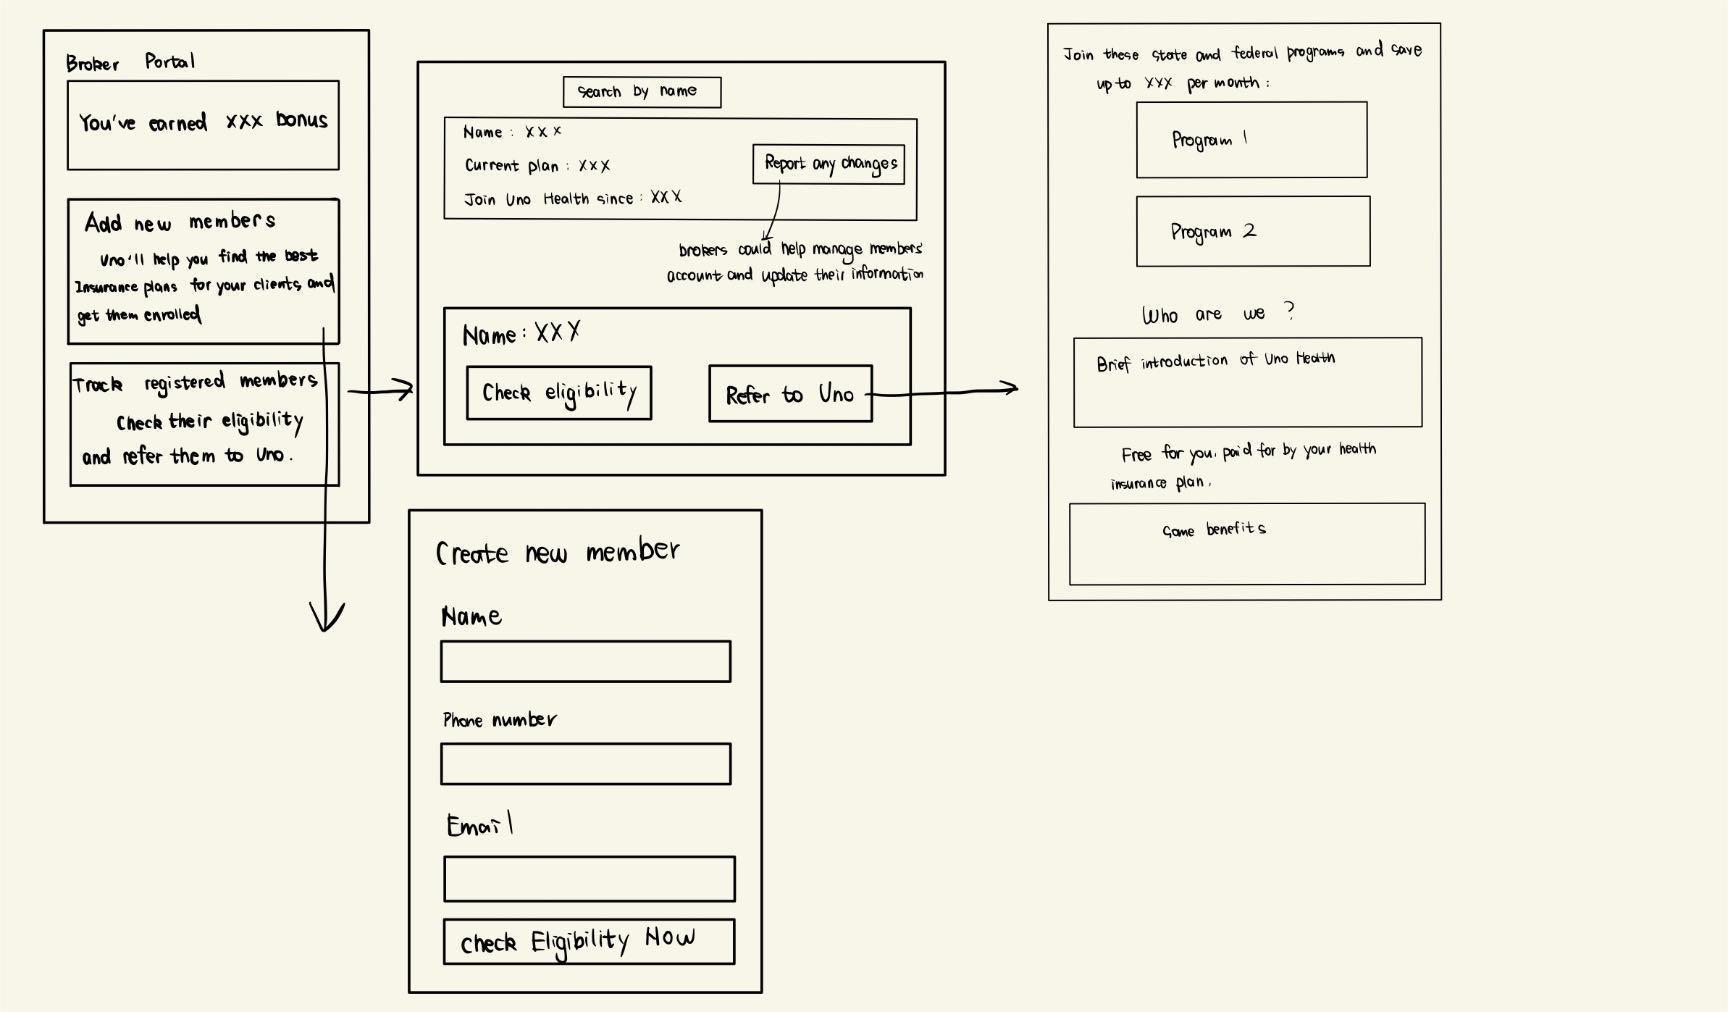 Broker Portal
You've earned xxx bonus
Add new members
Uno'll help you find the best
Insurance plans for your clients and
get them enrolled
Track registered members
Check their eligibility
and refer them to Uno.
Search by name
Name : XXX
Current plan : XXX
Join Uno Health since : XXX
Report any changes
brokers could help manage members'
account and update their information
Name : XXX
Check eligibility
Refer to Uno
Create new member
Name
Phone number
Email
Check Eligibility Now
Join these state and federal programs and save
up to XXX per month :
Program 1
Program 2
Who are we ?
Brief introduction of Uno Health
Free for you, paid for by your health
insurance plan.
Some benefits